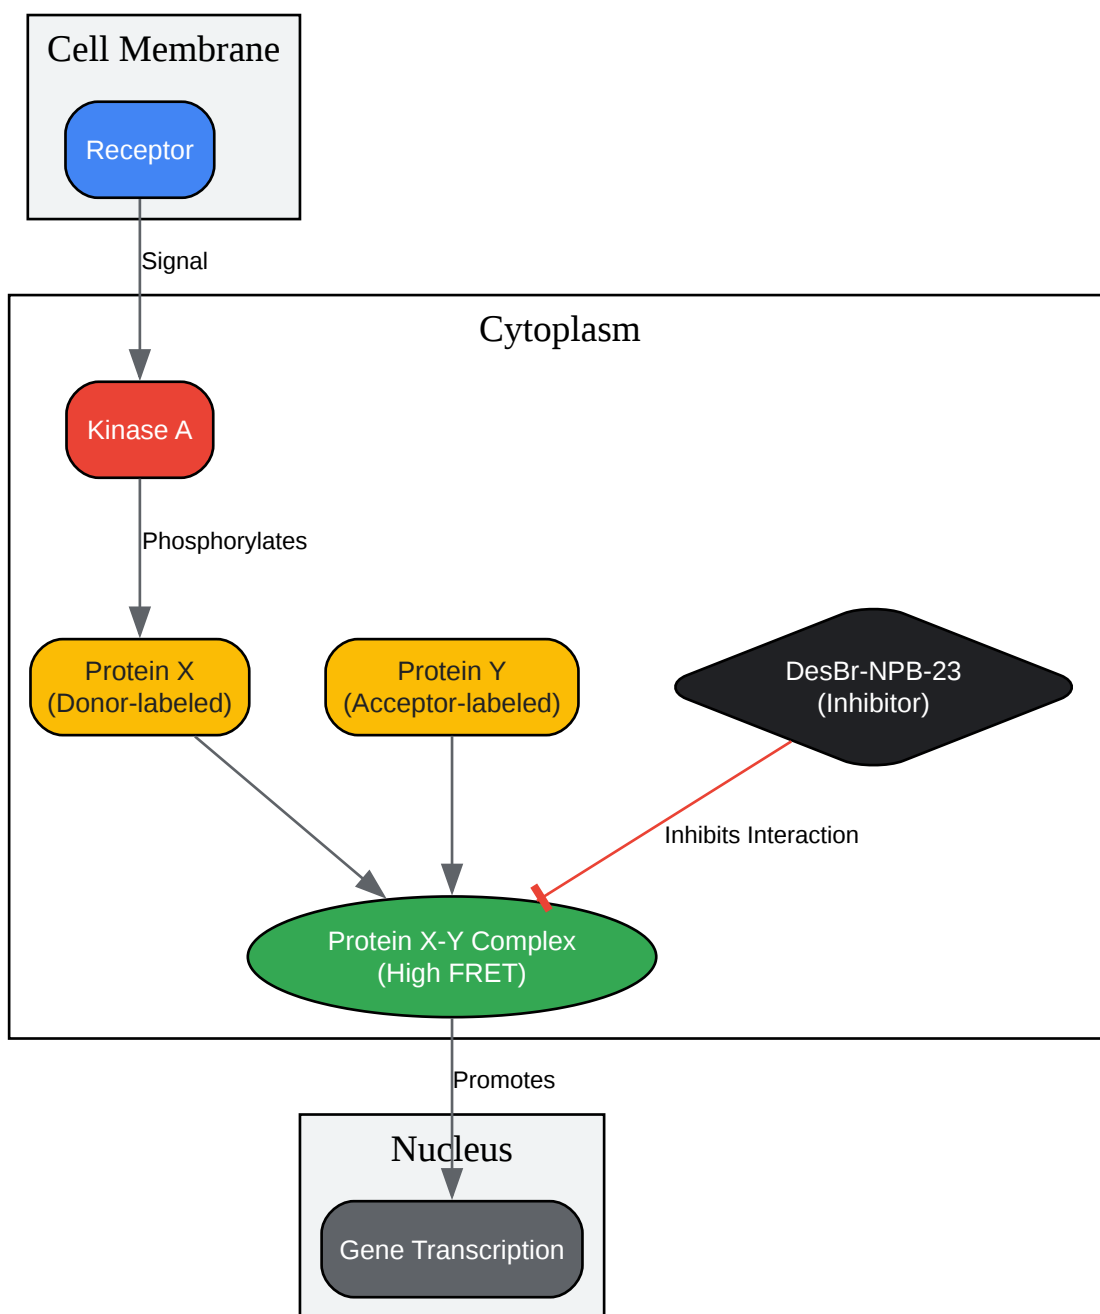 Cell Membrane
Receptor
Signal
Cytoplasm
Kinase A
Phosphorylates
Protein X
(Donor-labeled)
Protein Y
(Acceptor-labeled)
DesBr-NPB-23
(Inhibitor)
Inhibits Interaction
Protein X-Y Complex
(High FRET)
Promotes
Nucleus
Gene Transcription